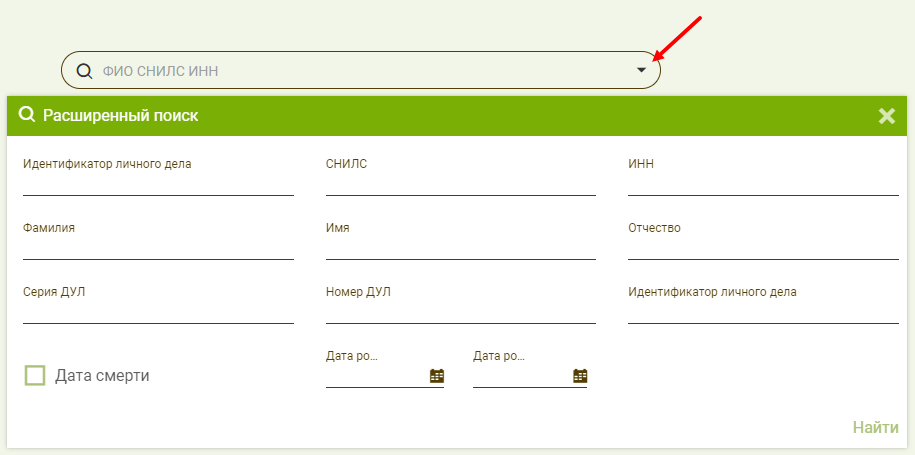 ФИО СНИЛС ИНН
Расширенный поиск
Идентификатор личного дела СНИЛС ИНН
Фамилия Имя Отчество
Серия ДУЛ Номер ДУЛ Идентификатор личного дела
Дата смерти Дата ро... Дата ро...
Найти